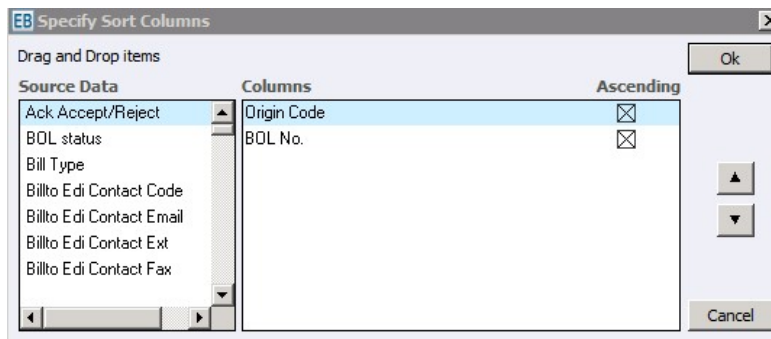 EB Specify Sort Columns
Drag and Drop items
Ok
Source Data Columns Ascending
Ack Accept/Reject Origin Code
BOL status BOL No.
Bill Type
Billto Edi Contact Code
Billto Edi Contact Email
Billto Edi Contact Ext
Billto Edi Contact Fax
Cancel